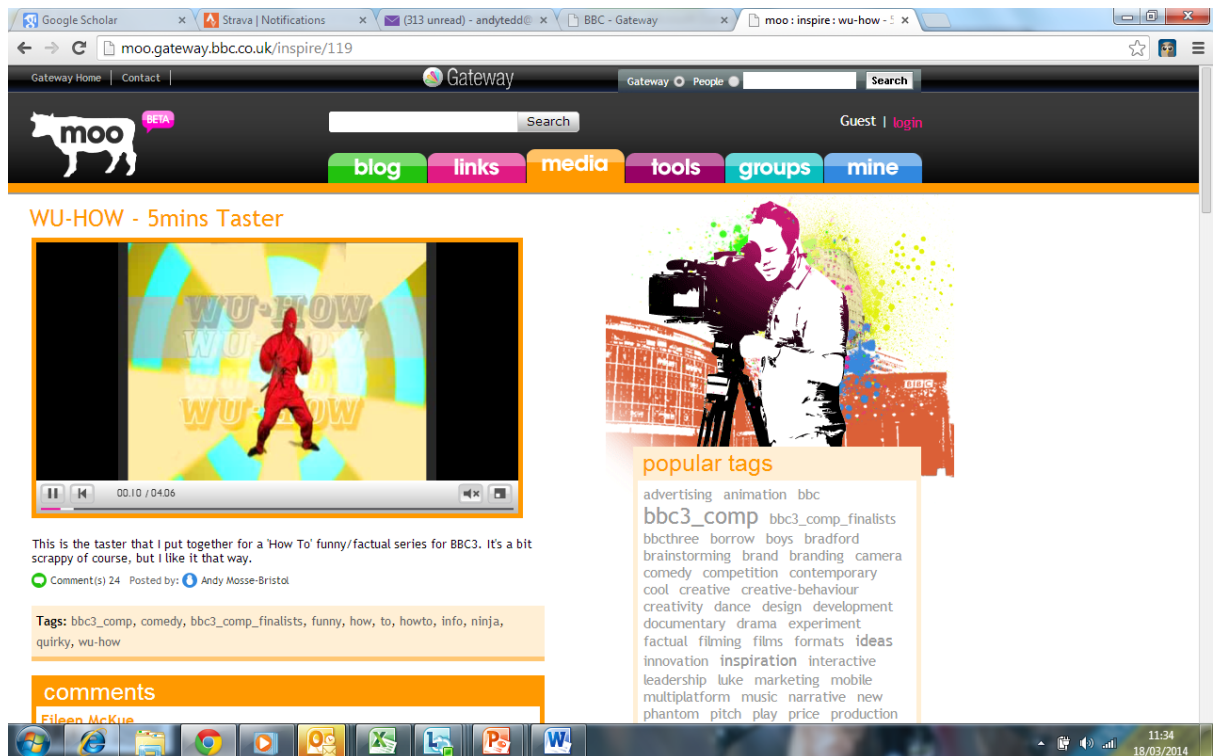 Google Scholar
Strava | Notifications
(313 unread) - andytedd@
BBC - Gateway
moo : inspire : wu-how - 5
moo.gateway.bbc.co.uk/inspire/119
Gateway Home | Contact |
Gateway
Gateway People Search
moo BETA
Search
Guest | login
blog links media tools groups mine
WU-HOW - 5mins Taster
WU-HOW
WU-HOW
WU-HOW
00.10 / 04.06
This is the taster that I put together for a 'How To' funny/factual series for BBC3. It's a bit
scrappy of course, but I like it that way.
Comment(s) 24 Posted by: Andy Mosse-Bristol
Tags: bbc3_comp, comedy, bbc3_comp_finalists, funny, how, to, howto, info, ninja,
quirky, wu-how
comments
Eileen McKue
BBC
popular tags
advertising animation bbc
bbc3_comp bbc3_comp_finalists
bbcthree borrow boys bradford
brainstorming brand branding camera
comedy competition contemporary
cool creative creative-behaviour
creativity dance design development
documentary drama experiment
factual filming films formats ideas
innovation inspiration interactive
leadership luke marketing mobile
multiplatform music narrative new
phantom pitch play price production
11:34
18/03/2014